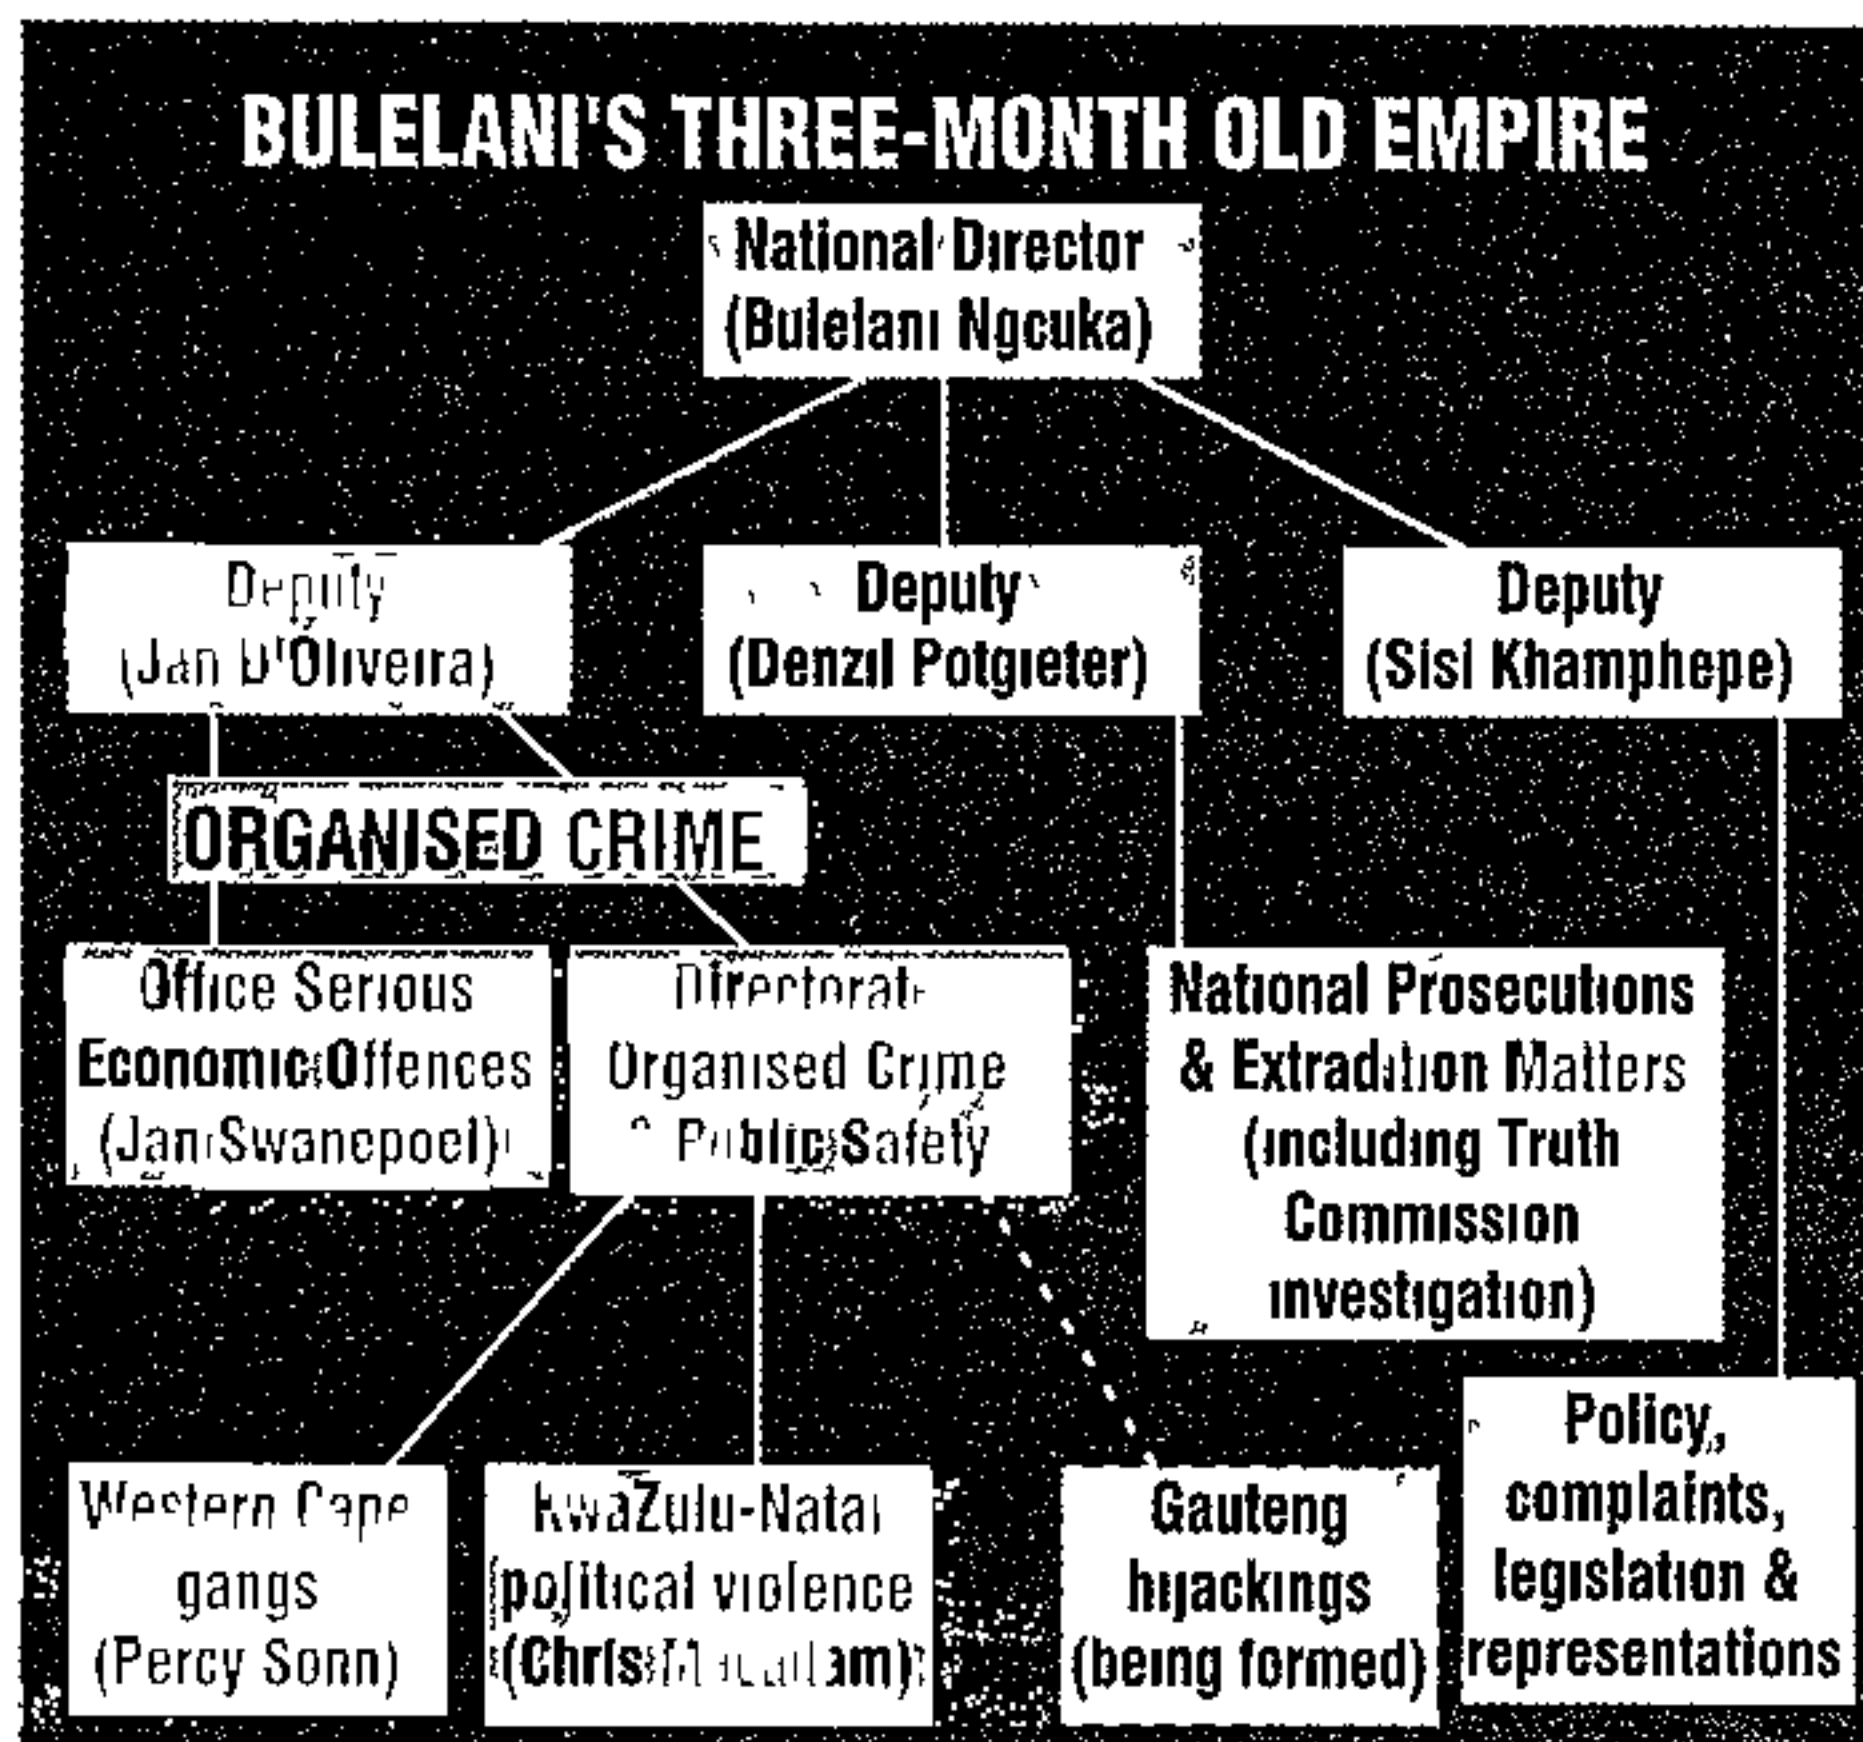 BULELANI'S THREE-MONTH OLD EMPIRE
National Director
(Bulelani Ngcuka)
Deputy
(Jan D'Oliveira)
Deputy
(Denzil Potgieter)
Deputy
(Sisi Khamphepe)
ORGANISED CRIME
Office Serious
Economic Offences
(Jan Swanepoel)
Directorate
Organised Crime
Public Safety
National Prosecutions
& Extradition Matters
(including Truth
Commission
investigation)
Western Cape
gangs
(Percy Sonn)
KwaZulu-Natal
political violence
(Chris
Gauteng
hijackings
(being formed)
Policy,
complaints,
legislation &
representations